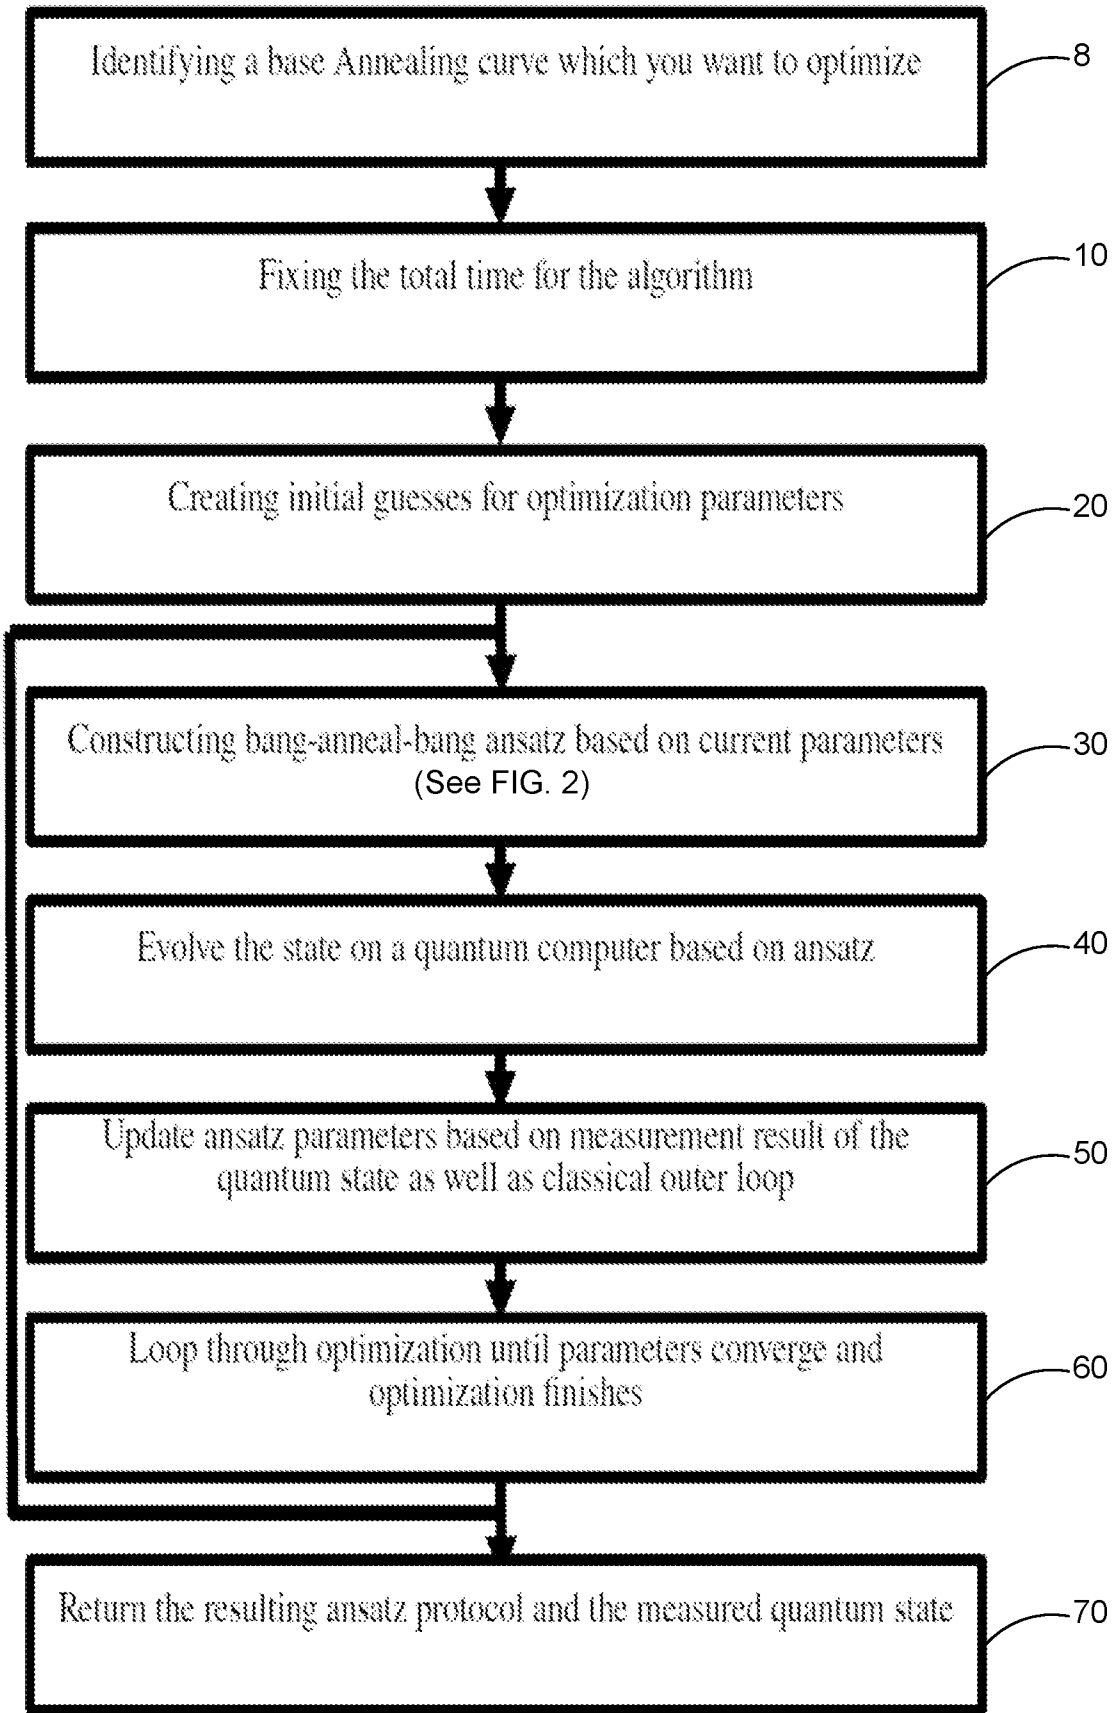 Identifying a base Annealing curve which you want to optimize
8
Fixing the total time for the algorithm
10
Creating initial guesses for optimization parameters
20
Constructing bang-anneal-bang ansatz based on current parameters
(See FIG. 2)
30
Evolve the state on a quantum computer based on ansatz
40
Update ansatz parameters based on measurement result of the
quantum state as well as classical outer loop
50
Loop through optimization until parameters converge and
optimization finishes
60
Return the resulting ansatz protocol and the measured quantum state
70